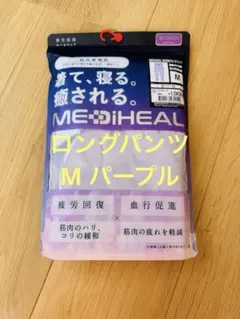 着て、寝る。
癒される。
MEDiHEAL
ロングパンツ
M パープル
疲労回復
×
血行促進
筋肉のハリ、
コリの緩和
筋肉の疲れを軽減
M